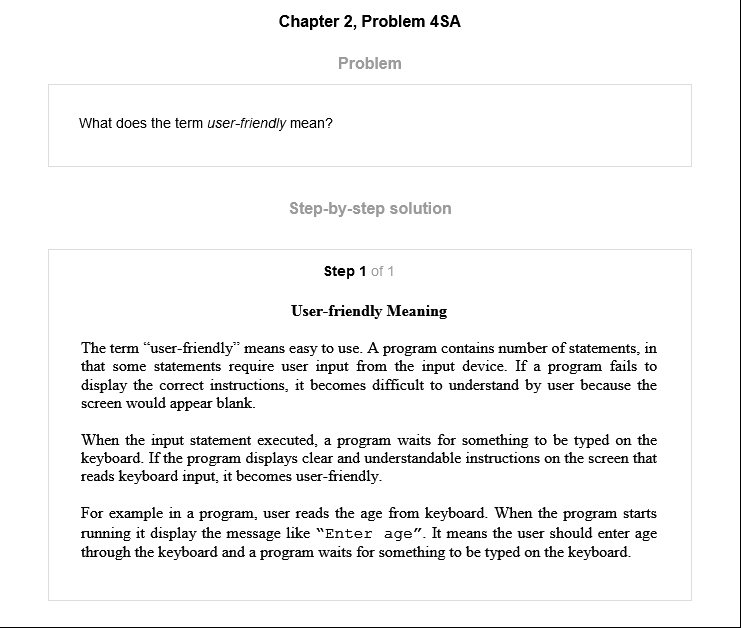 Chapter 2, Problem 4SA
Problem
What does the term user-friendly mean?
Step-by-step solution
Step 1 of 1
User-friendly Meaning
The term “user-friendly” means easy to use. A program contains number of statements, in
that some statements require user input from the input device. If a program fails to
display the correct instructions, it becomes difficult to understand by user because the
screen would appear blank.
When the input statement executed, a program waits for something to be typed on the
keyboard. If the program displays clear and understandable instructions on the screen that
reads keyboard input, it becomes user-friendly.
For example in a program, user reads the age from keyboard. When the program starts
running it display the message like “Enter age”. It means the user should enter age
through the keyboard and a program waits for something to be typed on the keyboard.